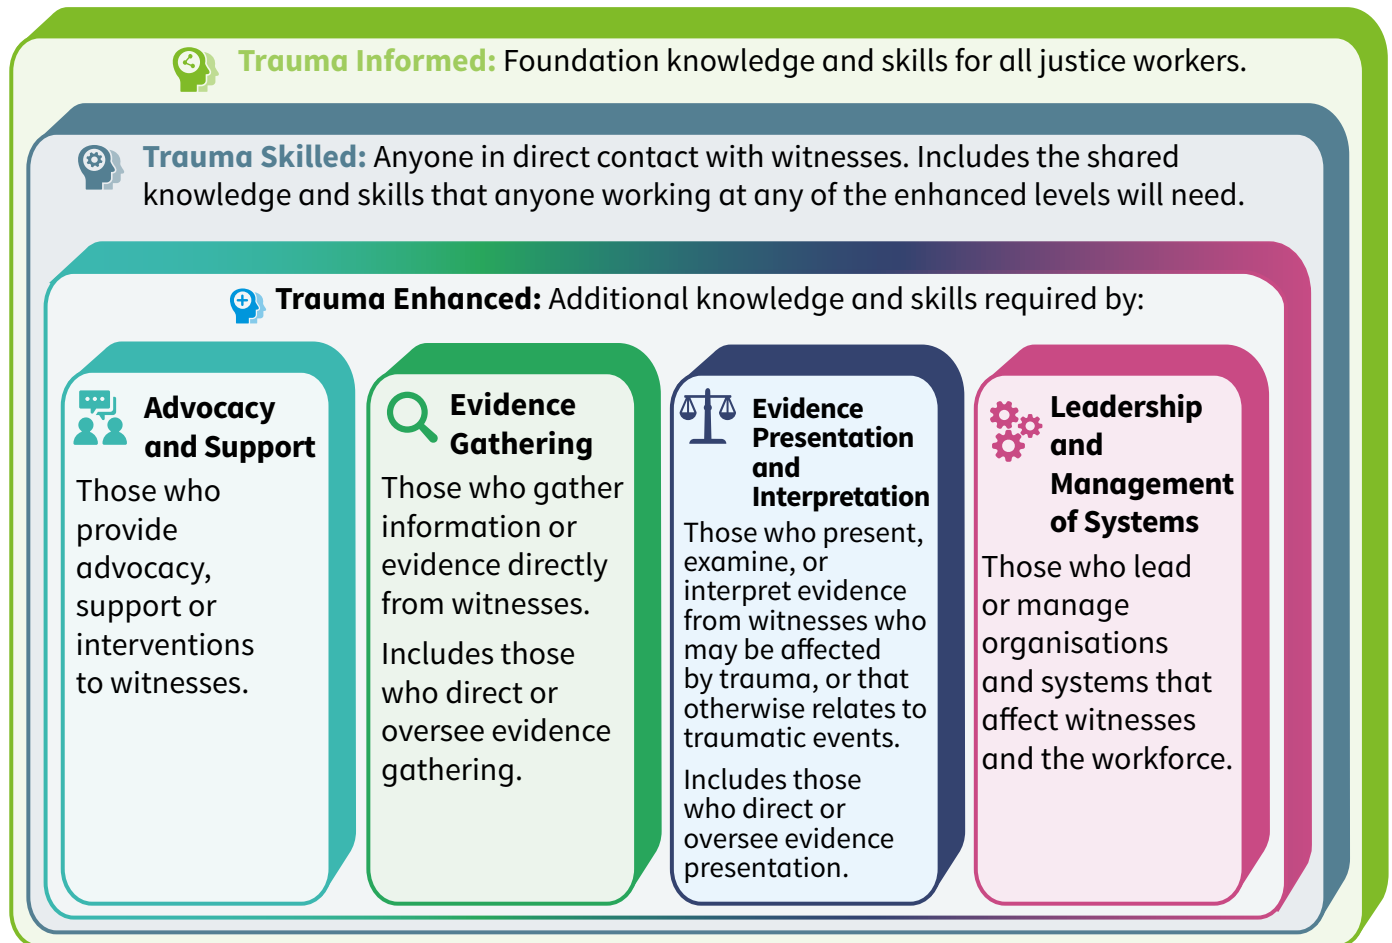 Trauma Informed: Foundation knowledge and skills for all justice workers.
Trauma Skilled: Anyone in direct contact with witnesses. Includes the shared
knowledge and skills that anyone working at any of the enhanced levels will need.
Trauma Enhanced: Additional knowledge and skills required by:
Advocacy
and Support
Those who
provide
advocacy,
support or
interventions
to witnesses.
Evidence
Gathering
Those who gather
information or
evidence directly
from witnesses.
Includes those
who direct or
oversee evidence
gathering.
Evidence
Presentation
and
Interpretation
Those who present,
examine, or
interpret evidence
from witnesses who
may be affected
by trauma, or that
otherwise relates to
traumatic events.
Includes those
who direct or
oversee evidence
presentation.
Leadership
and
Management
of Systems
Those who lead
or manage
organisations
and systems that
affect witnesses
and the workforce.